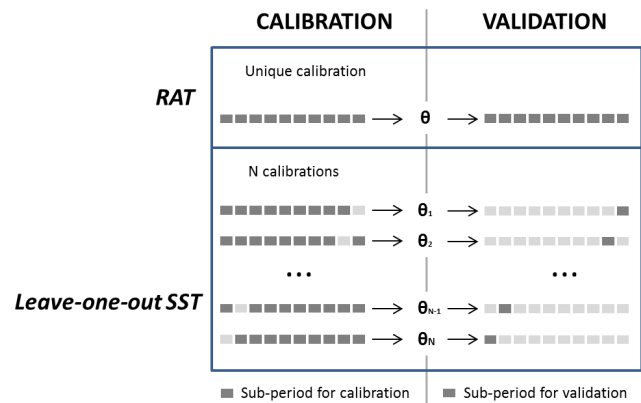 CALIBRATION VALIDATION
Unique calibration
RAT
θ
N calibrations
θ1
θ2
...
...
Leave-one-out SST
θN-1
θN
Sub-period for calibration
Sub-period for validation